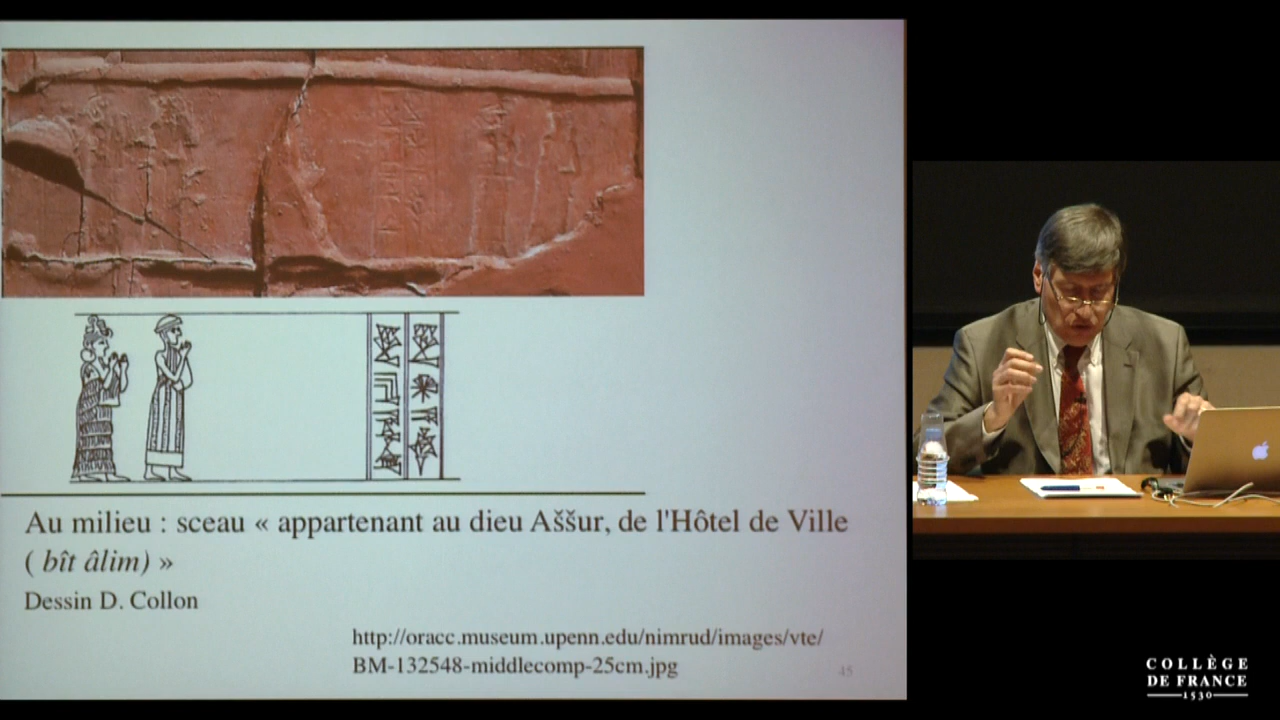 Au milieu : sceau « appartenant au dieu Aššur, de l'Hôtel de Ville
( bît âlim) »
Dessin D. Collon
http://oracc.museum.upenn.edu/nimrud/images/vte/
BM-132548-middlecomp-25cm.jpg
45
COLLÈGE
DE FRANCE
1530